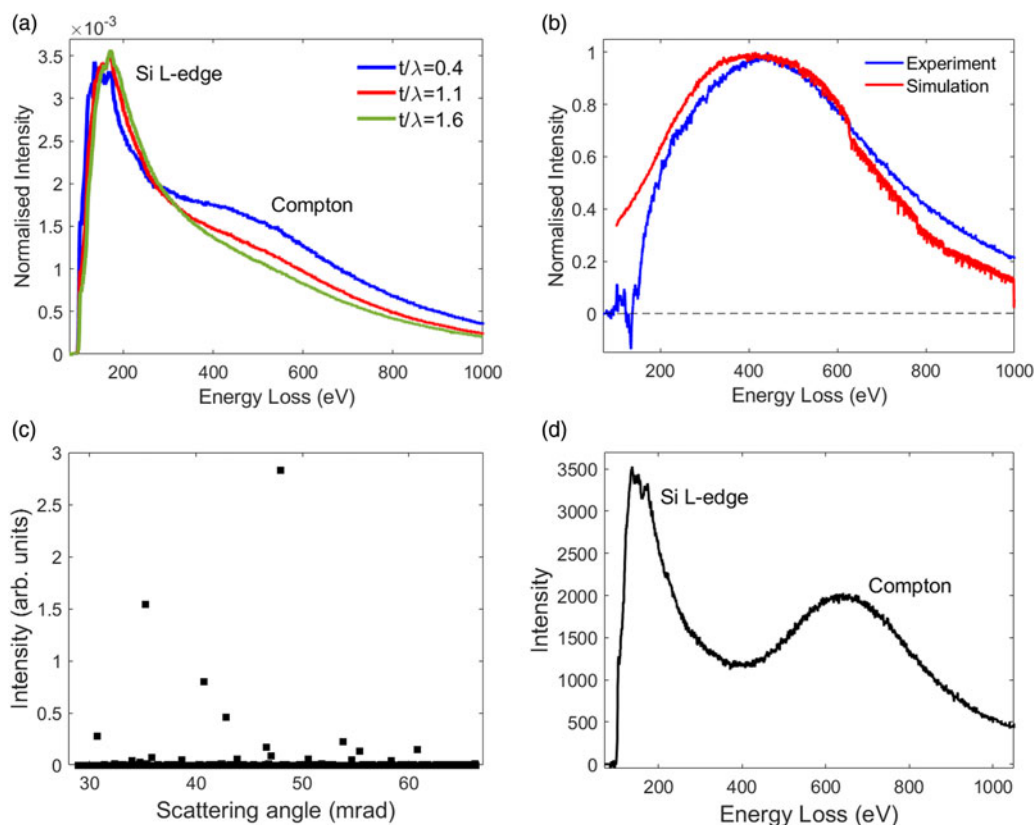 (a)
×10⁻³
3.5
3
2.5
2
1.5
1
0.5
0
200 400 600 800 1000
Normalised Intensity
Energy Loss (eV)
Si L-edge
Compton
t/λ=0.4
t/λ=1.1
t/λ=1.6
(b)
1
0.8
0.6
0.4
0.2
0
200 400 600 800 1000
Normalised Intensity
Energy Loss (eV)
Experiment
Simulation
(c)
3
2.5
2
1.5
1
0.5
0
30 40 50 60
Intensity (arb. units)
Scattering angle (mrad)
(d)
3500
3000
2500
2000
1500
1000
500
0
200 400 600 800 1000
Intensity
Energy Loss (eV)
Si L-edge
Compton